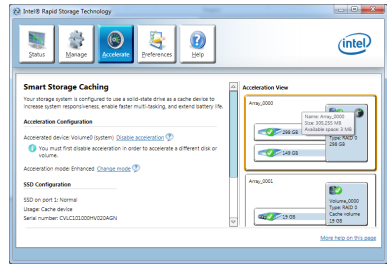 Intel® Rapid Storage Technology
Status
Manage
Accelerate
Preferences
Help
intel
Smart Storage Caching
Your storage system is configured to use a solid-state drive as a cache device to
increase system responsiveness, enable faster multi-tasking, and extend battery life.
Acceleration Configuration
Accelerated device: Volume0 (system) Disable acceleration
You must first disable acceleration in order to accelerate a different disk or
volume.
Acceleration mode: Enhanced Change mode
SSD Configuration
SSD on port 1: Normal
Usage: Cache device
Serial number: CVLC101000HV020AGN
Acceleration View
Array_0000
Name: Array_0000
Size: 305,255 MB
Available space: 3 MB
298 GB
Type: RAID 0
298 GB
149 GB
Array_0001
Volume_0000
Type: RAID 0
Cache volume
19 GB
19 GB
More help on this page